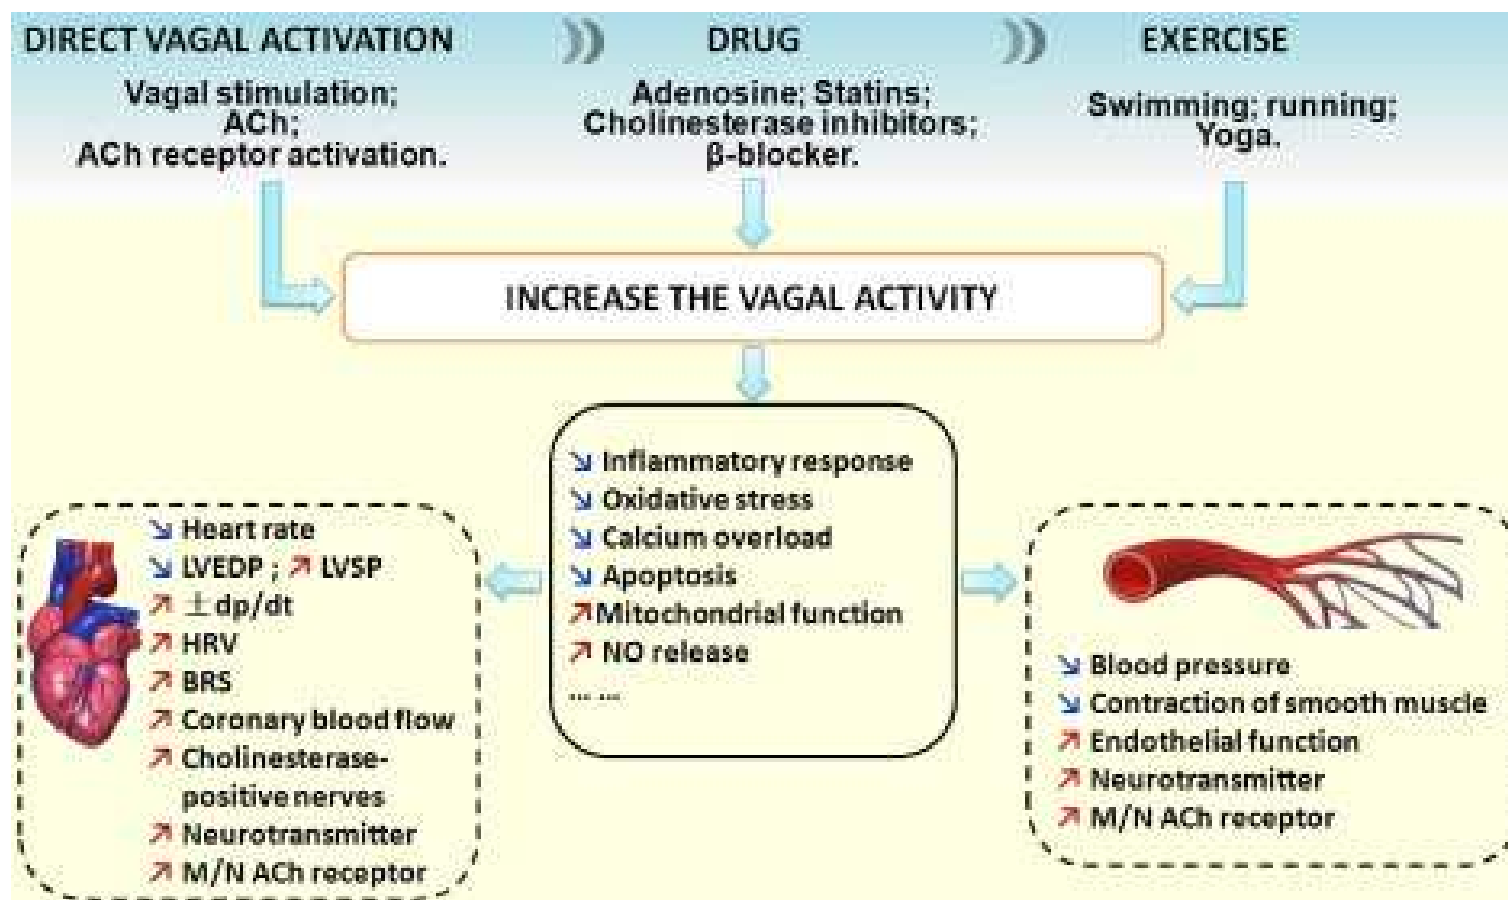 DIRECT VAGAL ACTIVATION
Vagal stimulation;
ACh;
ACh receptor activation.
DRUG
Adenosine; Statins;
Cholinesterase inhibitors;
β-blocker.
EXERCISE
Swimming; running;
Yoga.
INCREASE THE VAGAL ACTIVITY
↘ Heart rate
↘ LVEDP ; ↗ LVSP
↗ ±dp/dt
↗ HRV
↗ BRS
↗ Coronary blood flow
↗ Cholinesterase-
positive nerves
↗ Neurotransmitter
↗ M/N ACh receptor
↘ Inflammatory response
↘ Oxidative stress
↘ Calcium overload
↘ Apoptosis
↗ Mitochondrial function
↗ NO release
... ...
↘ Blood pressure
↘ Contraction of smooth muscle
↗ Endothelial function
↗ Neurotransmitter
↗ M/N ACh receptor